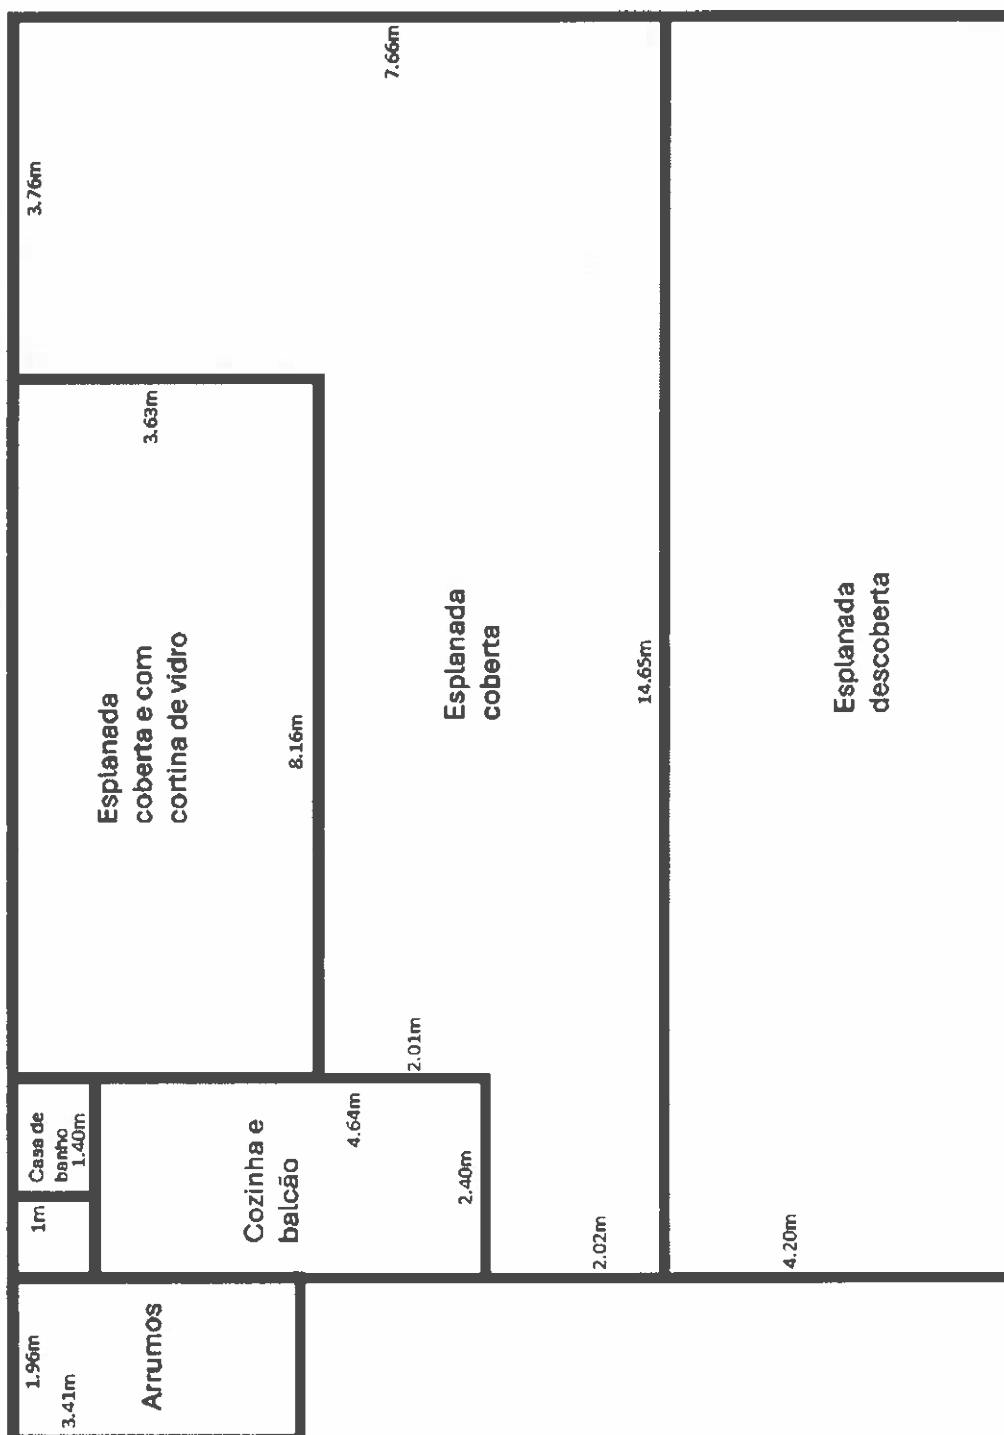 1.96m
3.41m
Arrumos
1m
Casa de
banho
1.40m
Cozinha e
balcão
4.64m
2.40m
2.02m
4.20m
Esplanada
coberta e com
cortina de vidro
8.16m
3.63m
2.01m
Esplanada
coberta
14.65m
3.76m
7.66m
Esplanada
descoberta